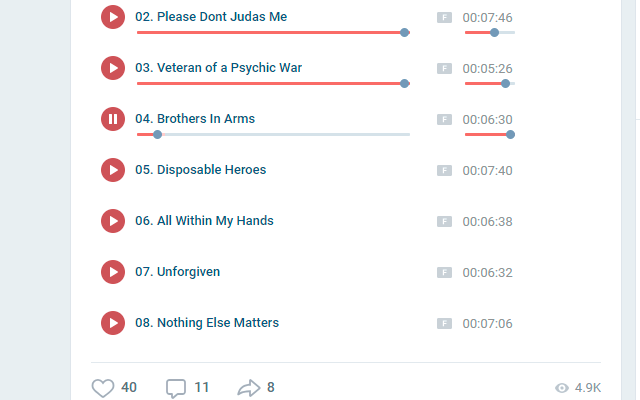 02. Please Dont Judas Me F 00:07:46
03. Veteran of a Psychic War F 00:05:26
04. Brothers In Arms F 00:06:30
05. Disposable Heroes F 00:07:40
06. All Within My Hands F 00:06:38
07. Unforgiven F 00:06:32
08. Nothing Else Matters F 00:07:06
40 11 8 4.9K